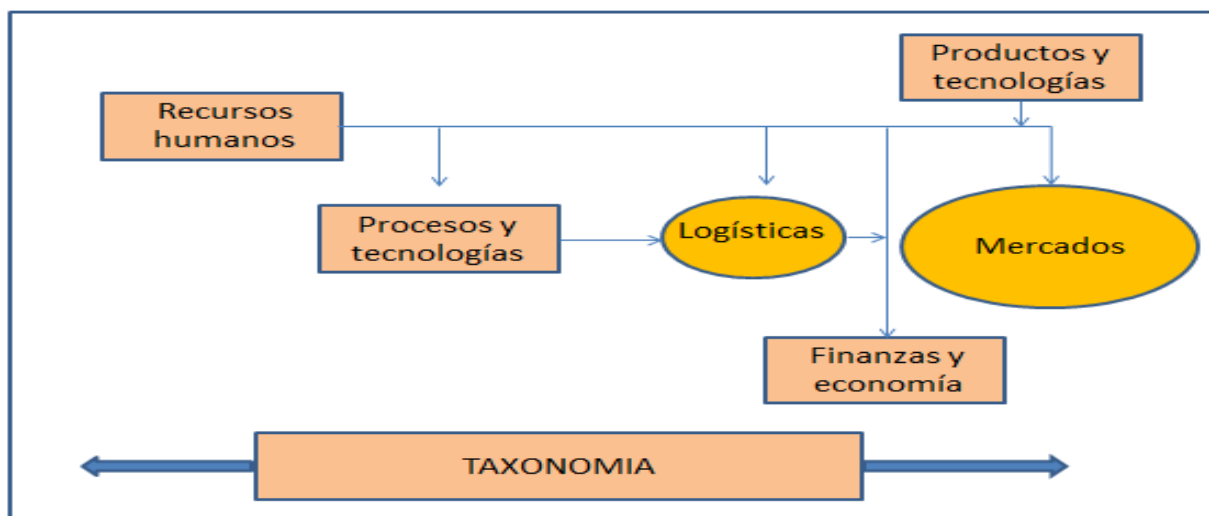 Productos y
tecnologías
Recursos
humanos
Procesos y
tecnologías
Logísticas
Mercados
Finanzas y
economía
TAXONOMIA